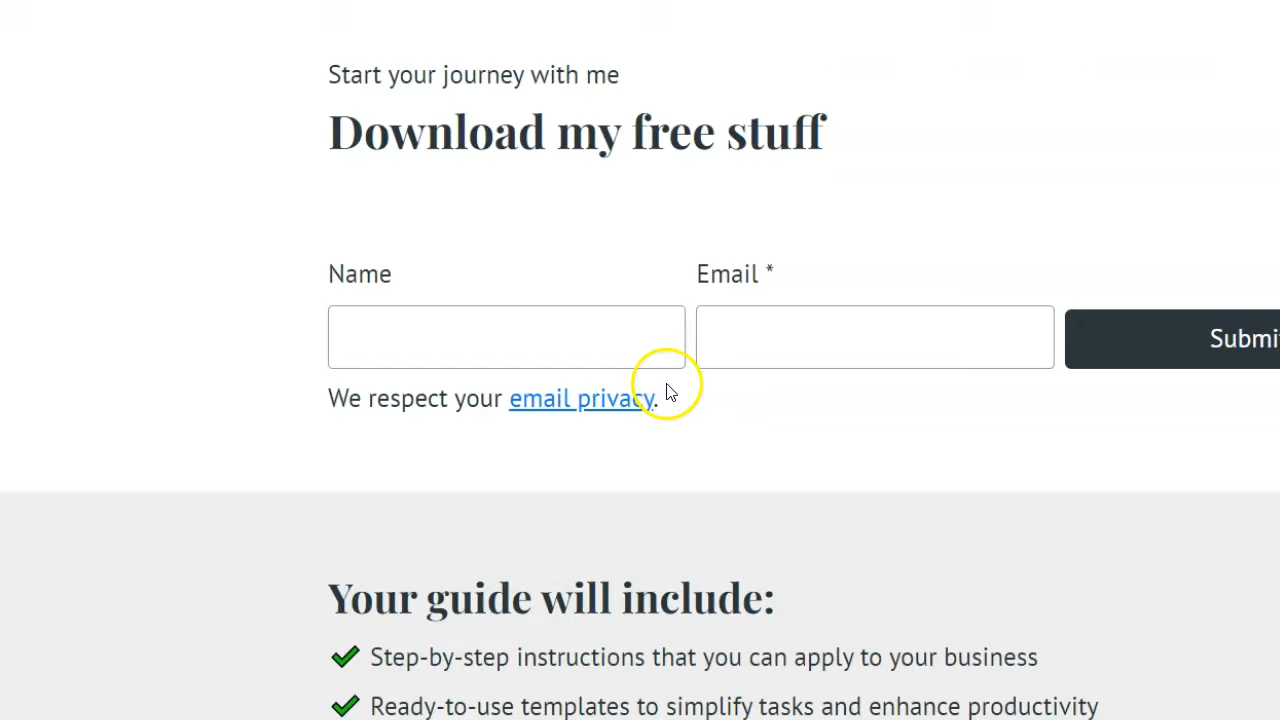 Start your journey with me
Download my free stuff
Name
Email *
Submi
We respect your email privacy.
Your guide will include:
Step-by-step instructions that you can apply to your business
Ready-to-use templates to simplify tasks and enhance productivity